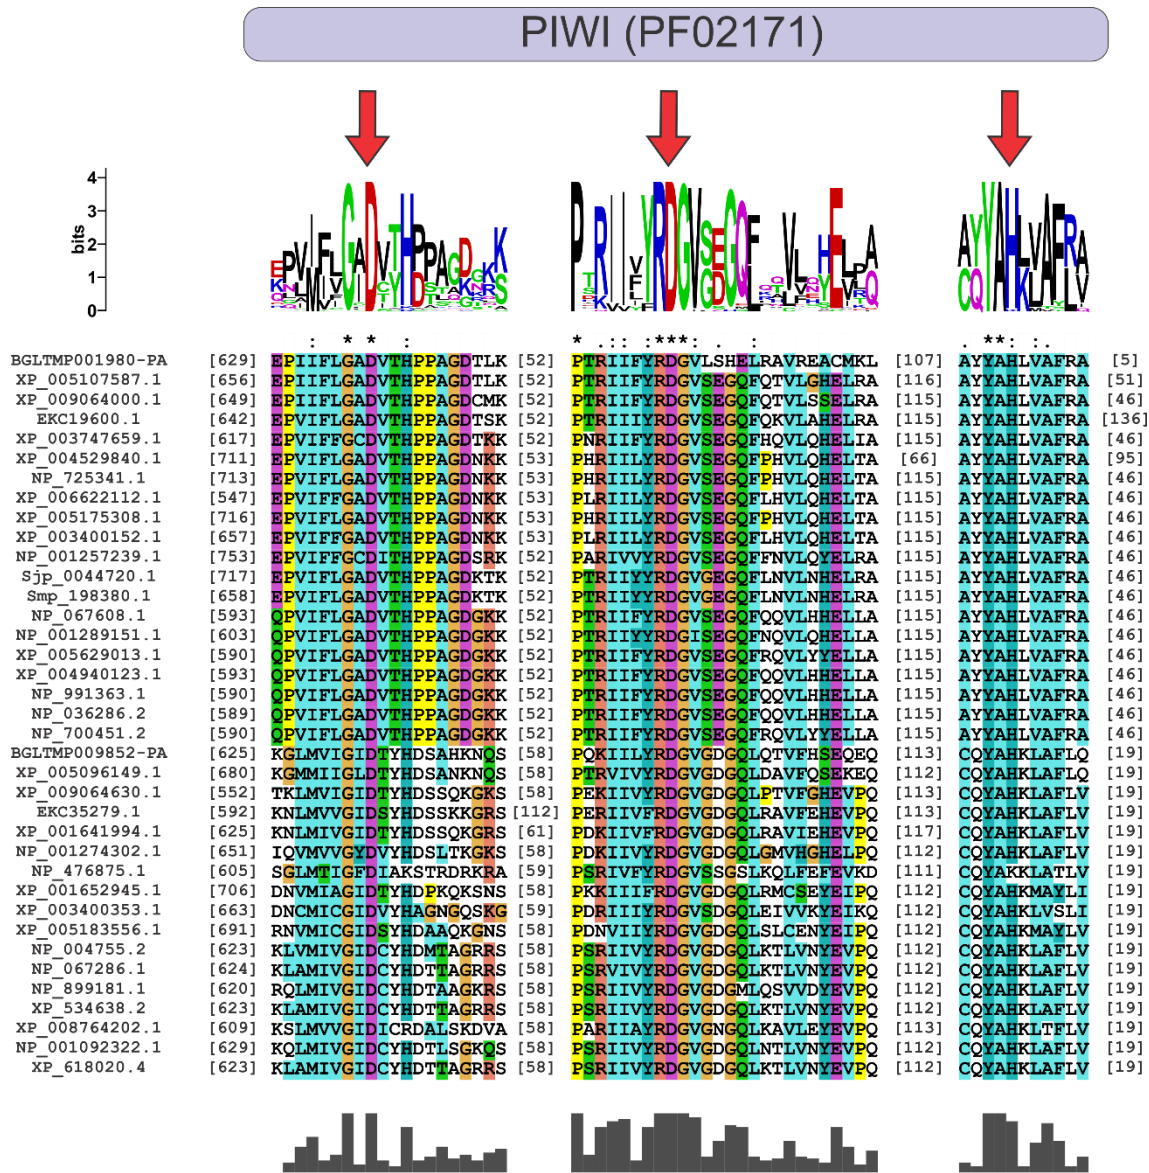 PIWI (PF02171)
4
3
2
1
0
bits
* * : * . :: : ***: . : . **: :.
BGLTMP001980-PA [629] EPIIFLGADVTHPPAGDTLK [52] PTRIIFYRDGVLSHELRAVREACMKL [107] AYYAHLVAFRA [5]
XP_005107587.1 [656] EPIIFLGADVTHPPAGDTLK [52] PTRIIFYRDGVSEGQFQTVLGHELRA [116] AYYAHLVAFRA [51]
XP_009064000.1 [649] EPIIFLGADVTHPPAGDCMK [52] PTRIIFYRDGVSEGQFQTVLSSELRA [115] AYYAHLVAFRA [46]
EKC19600.1 [642] EPIIFLGADVTHPPAGDTSK [52] PTRIIFYRDGVSEGQFQKVLAHELRA [115] AYYAHLVAFRA [136]
XP_003747659.1 [617] EPVIFFGCDVTHPPAGDTKK [52] PNRIIFYRDGVSEGQFHQVLQHELIA [115] AYYAHLVAFRA [46]
XP_004529840.1 [711] EPVIFLGADVTHPPAGDNKK [53] PHRIILYRDGVSEGQFPHVLQHELTA [66] AYYAHLVAFRA [95]
NP_725341.1 [713] EPVIFLGADVTHPPAGDNKK [53] PHRIILYRDGVSEGQFPHVLQHELTA [115] AYYAHLVAFRA [46]
XP_006622112.1 [547] EPVIFFGADVTHPPAGDNKK [53] PLRIILYRDGVSEGQFLHVLQHELTA [115] AYYAHLVAFRA [46]
XP_005175308.1 [716] EPVIFLGADVTHPPAGDNKK [53] PHRIILYRDGVSEGQFPHVLQHELTA [115] AYYAHLVAFRA [46]
XP_003400152.1 [657] EPVIFFGADVTHPPAGDNKK [53] PLRIILYRDGVSEGQFLHVLQHELTA [115] AYYAHLVAFRA [46]
NP_001257239.1 [753] EPVIFFGCDITHPPAGDSRK [52] PARIVVYRDGVSEGQFFNVLQYELRA [115] AYYAHLVAFRA [46]
Sjp_0044720.1 [717] EPVIFLGADVTHPPAGDKTK [52] PTRIIYYRDGVGEGQFLNVLNHELRA [115] AYYAHLVAFRA [46]
Smp_198380.1 [658] EPVIFLGADVTHPPAGDKTK [52] PTRIIYYRDGVGEGQFLNVLNHELRA [115] AYYAHLVAFRA [46]
NP_067608.1 [593] QPVIFLGADVTHPPAGDGKK [52] PTRIIFYRDGVSEGQFQQVLHHELLA [115] AYYAHLVAFRA [46]
NP_001289151.1 [603] QPVIFLGADVTHPPAGDGKK [52] PTRIIYYRDGISEGQFNQVLQHELLA [115] AYYAHLVAFRA [46]
XP_005629013.1 [590] QPVIFLGADVTHPPAGDGKK [52] PTRIIFYRDGVSEGQFRQVLYYELLA [115] AYYAHLVAFRA [46]
XP_004940123.1 [593] QPVIFLGADVTHPPAGDGKK [52] PTRIIFYRDGVSEGQFQQVLHHELLA [115] AYYAHLVAFRA [46]
NP_991363.1 [590] QPVIFLGADVTHPPAGDGKK [52] PTRIIFYRDGVSEGQFRQVLYYELLA [115] AYYAHLVAFRA [46]
NP_036286.2 [589] QPVIFLGADVTHPPAGDGKK [52] PTRIIFYRDGVSEGQFQQVLHHELLA [115] AYYAHLVAFRA [46]
NP_700451.2 [590] QPVIFLGADVTHPPAGDGKK [52] PTRIIFYRDGVSEGQFQQVLYYELLA [115] AYYAHLVAFRA [46]
BGLTMP009852-PA [625] KGLMVIGIDTYHDSAHKNQS [58] PQKIIVYRDGVGDGQLQTVFHSEQEQ [113] CQYAHKLAFLQ [19]
XP_005096149.1 [680] KGMMIIGLDTYHDSANKNQS [58] PTRVIVYRDGVGDGQLDAVFQSEKEQ [112] CQYAHKLAFLQ [19]
XP_009064630.1 [552] TKLMVIGIDTYHDSSQKGKS [58] PEKIIVYRDGVGDGQLPTVFGHEVPQ [113] CQYAHKLAFLV [19]
EKC35279.1 [592] KNLMVIGIDSYHDSSKKGRS [112] PERIIVFRDGVGDGQLRAVFEHEPEQ [113] CQYAHKLAFLV [19]
XP_001641994.1 [625] KNLMIVGIDTYHDSSQKGRS [61] PDKIIVFRDGVGDGQLRAVIEHEVPQ [117] CQYAHKLAFLV [19]
NP_001274302.1 [651] IQVMVVGYDVYHDSLTKGKS [58] PDKIIVYRDGVGDGQLGMVHGHELPQ [112] CQYAHKLAFLV [19]
NP_476875.1 [605] SGLMTIGFDIAKSTRDRKRA [59] PSRIVFYRDGVSSGSLKQLFEFEVKD [111] CQYAKKLATLV [19]
XP_001652945.1 [706] DNVMIAGIDTYHDPKQKSNS [58] PKKIIIFRDGVGDGQLRMCSEYEIPQ [112] CQYAHKMAYLI [19]
XP_003400353.1 [663] DNCMICGIDVYHAGNGQSKG [59] PDRIIIYRDGVSDGQLEIVVKYEIKQ [112] CQYAHKLVSLI [19]
XP_005183556.1 [691] RNVMICGIDSYHDAAQKGNS [58] PDNVIIYRDGVGDGQLSLCENYEIPQ [112] CQYAHKMAYLV [19]
NP_004755.2 [623] KLVMVVGIDCYHDMTAGRRS [58] PSRIIVYRDGVGDGQLKTLVNYEVPQ [112] CQYAHKLAFLV [19]
NP_067286.1 [624] KLAMIVGIDCYHDTTAGRRS [58] PSRVIVYRDGVGDGQLKTLVNYEVPQ [112] CQYAHKLAFLV [19]
NP_899181.1 [620] RQLMVVGIDCYHDTAAGKRS [58] PSRIIVYRDGVGDGMLQSVVDYEVPQ [112] CQYAHKLAFLV [19]
XP_534638.2 [623] KLAMIVGIDCYHDTTAGRRS [58] PSRIIVYRDGVGDGQLKTLVNYEVPQ [112] CQYAHKLAFLV [19]
XP_008764202.1 [609] KSLMVVGIDICRDALSKDVA [58] PARIIAYRDGVGNGQLKAVLEYEVPQ [113] CQYAHKLTFLV [19]
NP_001092322.1 [629] KQLMVVGIDCYHDTLSGKQS [58] PSRIIVYRDGVGDGQLNTLVNYEVPQ [112] CQYAHKLAFLV [19]
XP_618020.4 [623] KLAMIVGIDCYHDTTAGRRS [58] PSRIIVYRDGVGDGQLKTLVNYEVPQ [112] CQYAHKLAFLV [19]